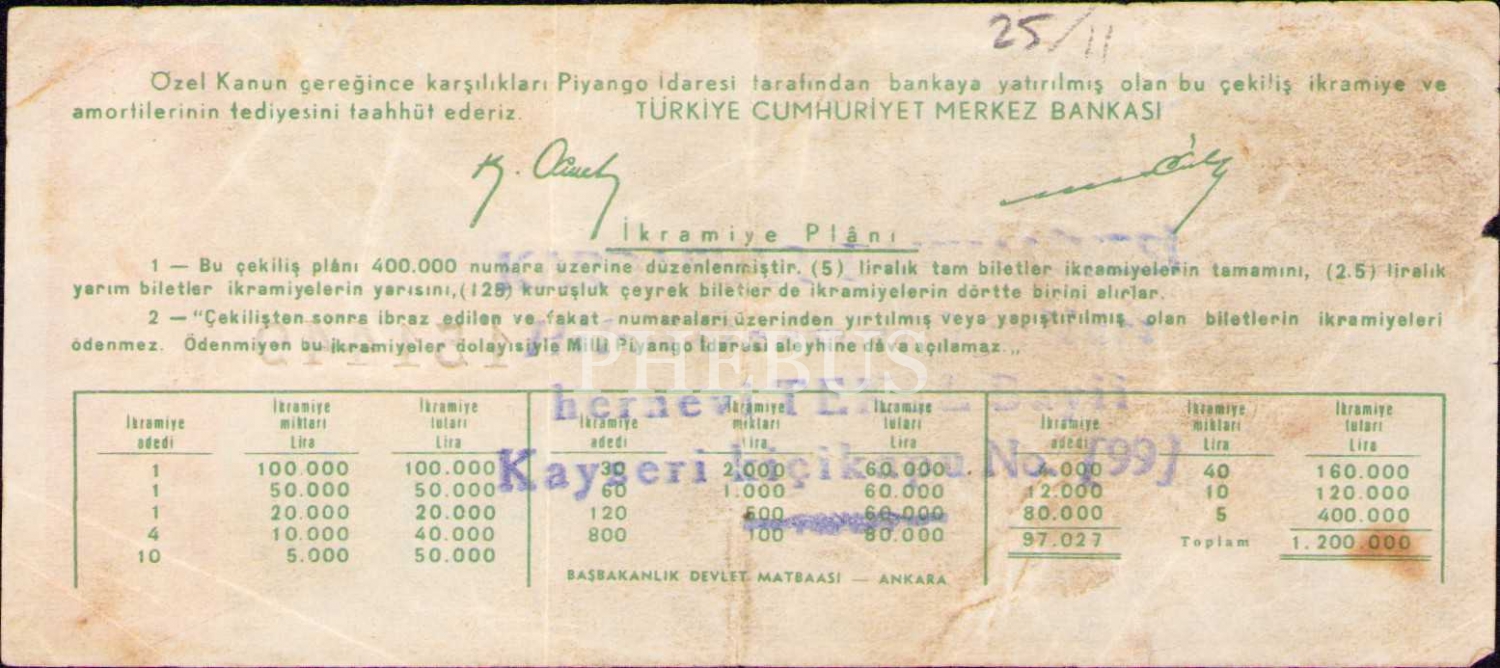 25/11
Özel Kanun gereğince karşılıkları Piyango İdaresi tarafından bankaya yatırılmış olan bu çekiliş ikramiye ve
amortilerinin tediyesini taahhüt ederiz. TÜRKİYE CUMHURİYET MERKEZ BANKASI
İkramiye Plânı
1 — Bu çekiliş plânı 400.000 numara üzerine düzenlenmiştir. (5) liralık tam biletler ikramiyelerin tamamını, (2.5) liralık
yarım biletler ikramiyelerin yarısını, (125) kuruşluk çeyrek biletler de ikramiyelerin dörtte birini alırlar.
2 — "Çekilişten sonra ibraz edilen ve fakat numaraları üzerinden yırtılmış veya yapıştırılmış olan biletlerin ikramiyeleri
ödenmez. Ödenmiyen bu ikramiyeler dolayısiyle Milli Piyango İdaresi aleyhine dâva açılamaz.,,
PHEBUS
Bayii
Kayseri kiçikapu No. [99]
İkramiye adedi İkramiye miktarı Lira İkramiye tutarı Lira
1 100.000 100.000
1 50.000 50.000
1 20.000 20.000
4 10.000 40.000
10 5.000 50.000
İkramiye adedi İkramiye miktarı Lira İkramiye tutarı Lira
30 2.000 60.000
60 1.000 60.000
120 500 60.000
800 100 80.000
İkramiye adedi İkramiye miktarı Lira İkramiye tutarı Lira
4.000 40 160.000
12.000 10 120.000
80.000 5 400.000
97.027 Toplam 1.200.000
BAŞBAKANLIK DEVLET MATBAASI — ANKARA